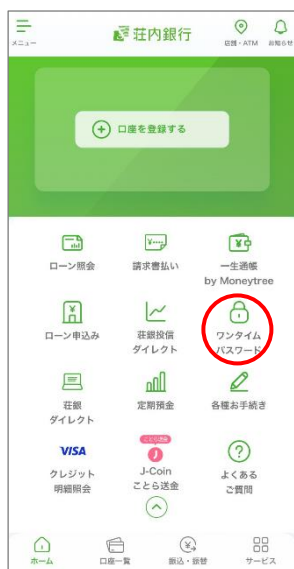 メニュー
荘内銀行
店舗・ATM
お知らせ
口座を登録する
ローン照会
請求書払い
一生通帳
by Moneytree
ローン申込み
荘銀投信
ダイレクト
ワンタイム
パスワード
荘銀
ダイレクト
定期預金
各種お手続き
VISA
クレジット
明細照会
ことら送金
J
J-Coin
ことら送金
よくある
ご質問
ホーム
口座一覧
振込・振替
サービス